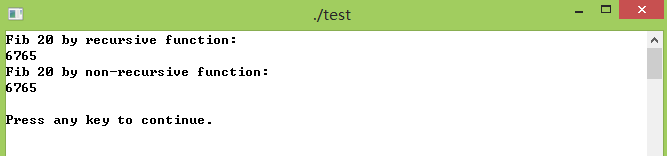 ./test
Fib 20 by recursive function:
6765
Fib 20 by non-recursive function:
6765
Press any key to continue.